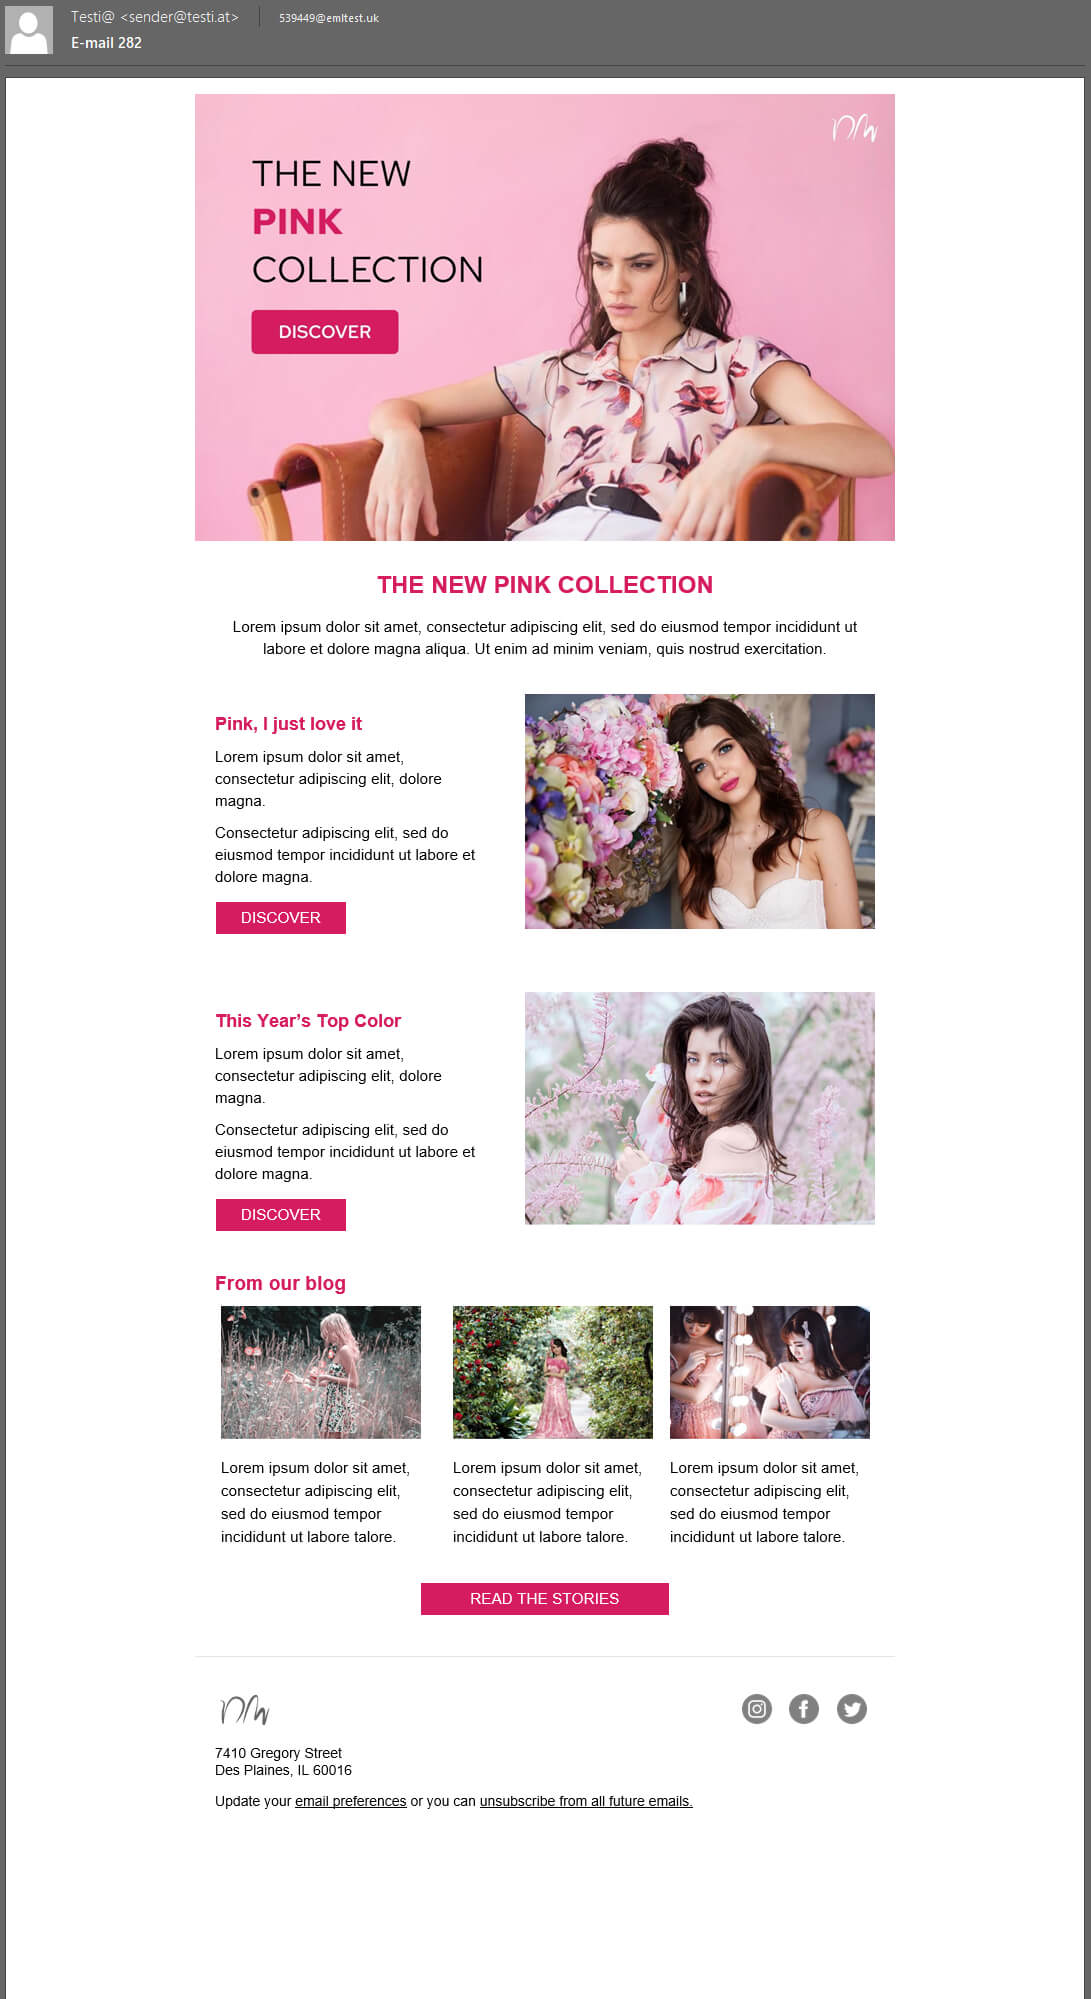 Testi@ <sender@testi.at>
539449@emltest.uk
E-mail 282
THE NEW
PINK
COLLECTION
DISCOVER
THE NEW PINK COLLECTION
Lorem ipsum dolor sit amet, consectetur adipiscing elit, sed do eiusmod tempor incididunt ut
labore et dolore magna aliqua. Ut enim ad minim veniam, quis nostrud exercitation.
Pink, I just love it
Lorem ipsum dolor sit amet,
consectetur adipiscing elit, dolore
magna.
Consectetur adipiscing elit, sed do
eiusmod tempor incididunt ut labore et
dolore magna.
DISCOVER
This Year’s Top Color
Lorem ipsum dolor sit amet,
consectetur adipiscing elit, dolore
magna.
Consectetur adipiscing elit, sed do
eiusmod tempor incididunt ut labore et
dolore magna.
DISCOVER
From our blog
Lorem ipsum dolor sit amet,
consectetur adipiscing elit,
sed do eiusmod tempor
incididunt ut labore talore.
Lorem ipsum dolor sit amet,
consectetur adipiscing elit,
sed do eiusmod tempor
incididunt ut labore talore.
Lorem ipsum dolor sit amet,
consectetur adipiscing elit,
sed do eiusmod tempor
incididunt ut labore talore.
READ THE STORIES
7410 Gregory Street
Des Plaines, IL 60016
Update your email preferences or you can unsubscribe from all future emails.